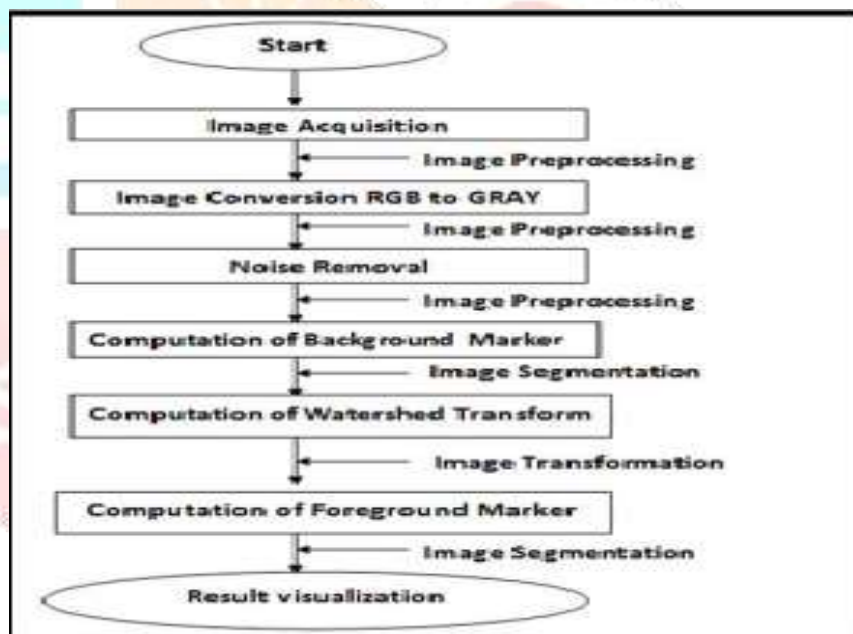 Start
Image Acquisition
Image Preprocessing
Image Conversion RGB to GRAY
Image Preprocessing
Noise Removal
Image Preprocessing
Computation of Background Marker
Image Segmentation
Computation of Watershed Transform
Image Transformation
Computation of Foreground Marker
Image Segmentation
Result visualization